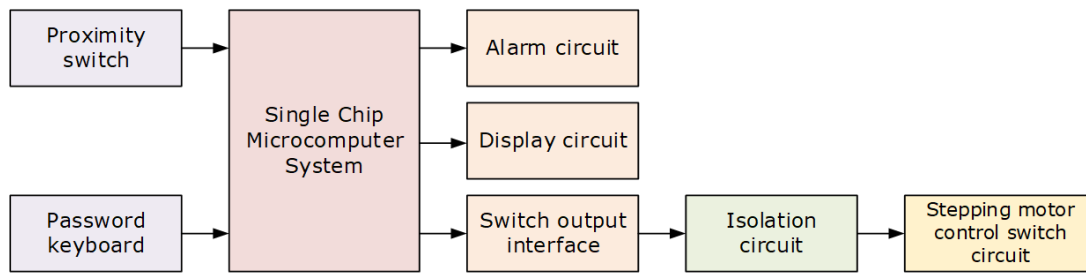 Proximity
switch
Alarm circuit
Single Chip
Microcomputer
System
Display circuit
Password
keyboard
Switch output
interface
Isolation
circuit
Stepping motor
control switch
circuit